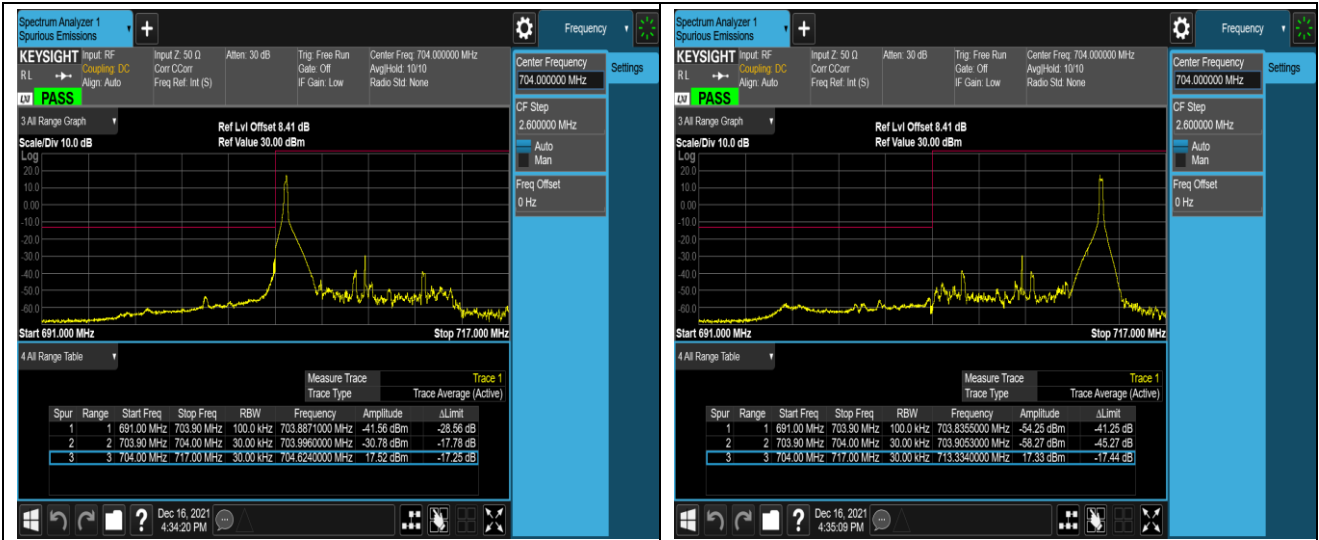 Spectrum Analyzer 1
Spurious Emissions
+
Frequency
KEYSIGHT Input: RF Input Z: 50 Ω Atten: 30 dB Trig: Free Run Center Freq: 704.000000 MHz
RL Coupling: DC Corr CCorr Gate: Off Avg|Hold: 10/10
Align: Auto Freq Ref: Int (S) IF Gain: Low Radio Std: None
LXI PASS
Center Frequency
704.000000 MHz
Settings
CF Step
2.600000 MHz
Auto
Man
Freq Offset
0 Hz
3 All Range Graph
Ref Lvl Offset 8.41 dB
Scale/Div 10.0 dB Ref Value 30.00 dBm
Log
20.0
10.0
0.00
-10.0
-20.0
-30.0
-40.0
-50.0
-60.0
Start 691.000 MHz Stop 717.000 MHz
4 All Range Table
Measure Trace Trace 1
Trace Type Trace Average (Active)
Spur Range Start Freq Stop Freq RBW Frequency Amplitude ΔLimit
1 1 691.00 MHz 703.90 MHz 100.0 kHz 703.8871000 MHz -41.56 dBm -28.56 dB
2 2 703.90 MHz 704.00 MHz 30.00 kHz 703.9960000 MHz -30.78 dBm -17.78 dB
3 3 704.00 MHz 717.00 MHz 30.00 kHz 704.6240000 MHz 17.52 dBm -17.25 dB
?
Dec 16, 2021
4:34:20 PM
Spectrum Analyzer 1
Spurious Emissions
+
Frequency
KEYSIGHT Input: RF Input Z: 50 Ω Atten: 30 dB Trig: Free Run Center Freq: 704.000000 MHz
RL Coupling: DC Corr CCorr Gate: Off Avg|Hold: 10/10
Align: Auto Freq Ref: Int (S) IF Gain: Low Radio Std: None
LXI PASS
Center Frequency
704.000000 MHz
Settings
CF Step
2.600000 MHz
Auto
Man
Freq Offset
0 Hz
3 All Range Graph
Ref Lvl Offset 8.41 dB
Scale/Div 10.0 dB Ref Value 30.00 dBm
Log
20.0
10.0
0.00
-10.0
-20.0
-30.0
-40.0
-50.0
-60.0
Start 691.000 MHz Stop 717.000 MHz
4 All Range Table
Measure Trace Trace 1
Trace Type Trace Average (Active)
Spur Range Start Freq Stop Freq RBW Frequency Amplitude ΔLimit
1 1 691.00 MHz 703.90 MHz 100.0 kHz 703.8355000 MHz -54.25 dBm -41.25 dB
2 2 703.90 MHz 704.00 MHz 30.00 kHz 703.9053000 MHz -58.27 dBm -45.27 dB
3 3 704.00 MHz 717.00 MHz 30.00 kHz 713.3340000 MHz 17.33 dBm -17.44 dB
?
Dec 16, 2021
4:35:09 PM